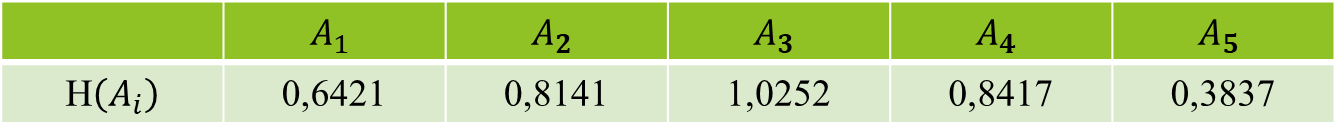 A₁ A₂ A₃ A₄ A₅
H(Aᵢ) 0,6421 0,8141 1,0252 0,8417 0,3837